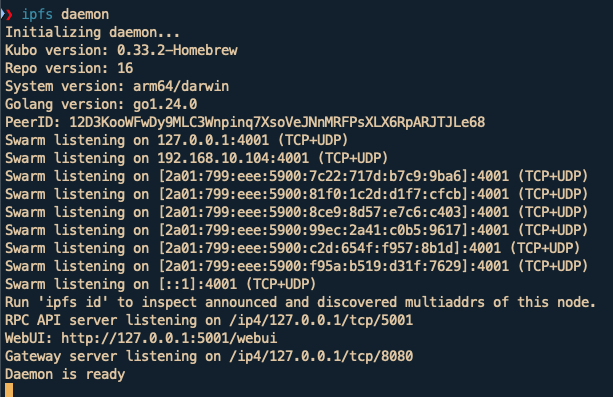 ❯ ipfs daemon
Initializing daemon...
Kubo version: 0.33.2-Homebrew
Repo version: 16
System version: arm64/darwin
Golang version: go1.24.0
PeerID: 12D3KooWFwDy9MLC3Wnpinq7XsoVeJNnMRFPsXLX6RpARJTJLe68
Swarm listening on 127.0.0.1:4001 (TCP+UDP)
Swarm listening on 192.168.10.104:4001 (TCP+UDP)
Swarm listening on [2a01:799:eee:5900:7c22:717d:b7c9:9ba6]:4001 (TCP+UDP)
Swarm listening on [2a01:799:eee:5900:81f0:1c2d:d1f7:cfcb]:4001 (TCP+UDP)
Swarm listening on [2a01:799:eee:5900:8ce9:8d57:e7c6:c403]:4001 (TCP+UDP)
Swarm listening on [2a01:799:eee:5900:99ec:2a41:c0b5:9617]:4001 (TCP+UDP)
Swarm listening on [2a01:799:eee:5900:c2d:654f:f957:8b1d]:4001 (TCP+UDP)
Swarm listening on [2a01:799:eee:5900:f95a:b519:d31f:7629]:4001 (TCP+UDP)
Swarm listening on [::1]:4001 (TCP+UDP)
Run 'ipfs id' to inspect announced and discovered multiaddrs of this node.
RPC API server listening on /ip4/127.0.0.1/tcp/5001
WebUI: http://127.0.0.1:5001/webui
Gateway server listening on /ip4/127.0.0.1/tcp/8080
Daemon is ready